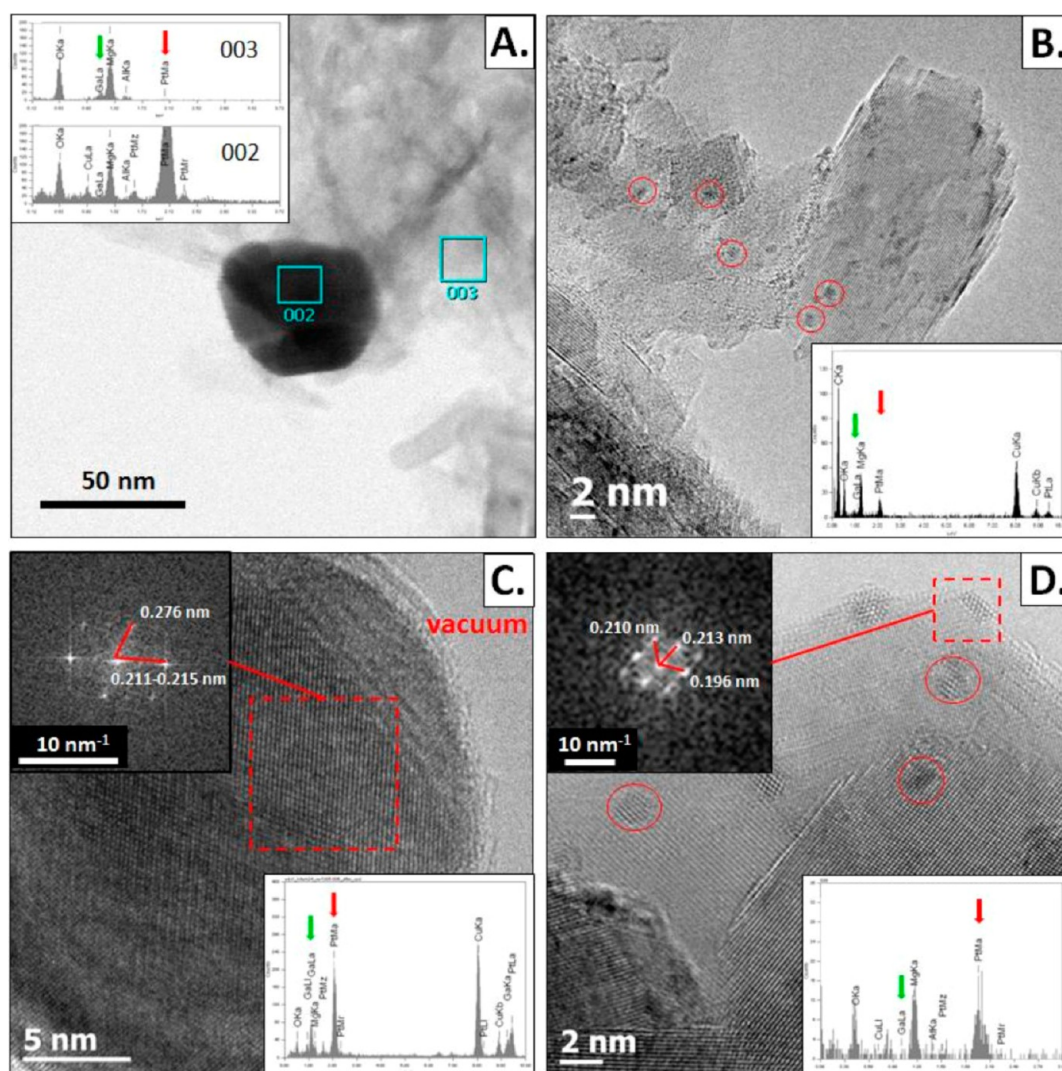 A.
003
OKa
GaLa
MgKa
AlKa
PtMa
002
OKa
CuLa
GaLa
MgKa
AlKa
PtMz
PtMa
PtMr
002
003
50 nm
B.
CKa
OKa
GaLa
MgKa
PtMa
CuKa
CuKb
PtLa
2 nm
C.
0.276 nm
0.211-0.215 nm
10 nm-1
vacuum
OKa
GaLl
GaLa
MgKa
PtMz
PtMa
PtMr
CuKa
PtLl
CuKb
GaKa
PtLa
5 nm
D.
0.210 nm
0.213 nm
0.196 nm
10 nm-1
OKa
CuLl
GaLa
MgKa
AlKa
PtMz
PtMa
PtMr
2 nm